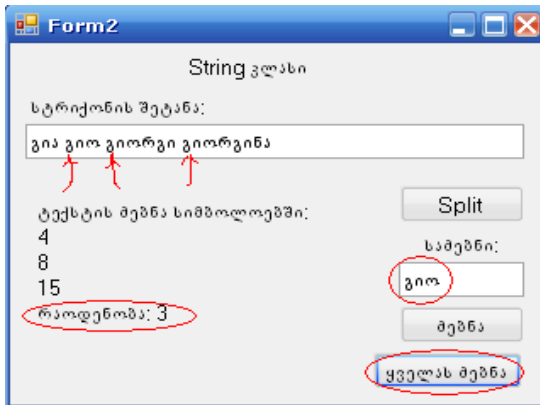 Form2
String კლასი
სტრიქონის შეტანა:
გია გიო გიორგი გიორგინა
ტექსტის ძებნა სიმბოლოებში:
4
8
15
რაოდენობა: 3
Split
საძებნი:
გიო
ძებნა
ყველას ძებნა